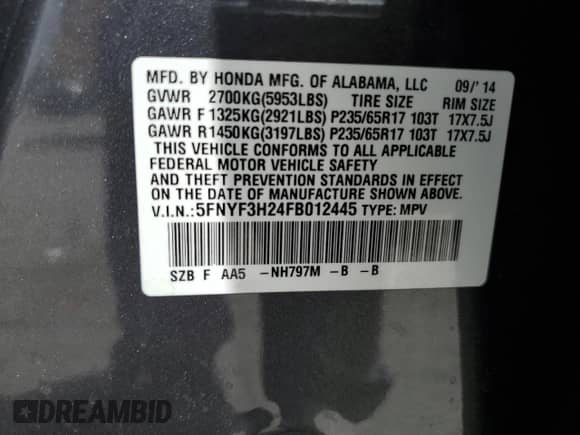 MFD. BY HONDA MFG. OF ALABAMA, LLC 09/' 14
GVWR 2700KG(5953LBS) TIRE SIZE RIM SIZE
GAWR F 1325KG(2921LBS) P235/65R17 103T 17X7.5J
GAWR R 1450KG(3197LBS) P235/65R17 103T 17X7.5J
THIS VEHICLE CONFORMS TO ALL APPLICABLE
FEDERAL MOTOR VEHICLE SAFETY
AND THEFT PREVENTION STANDARDS IN EFFECT
ON THE DATE OF MANUFACTURE SHOWN ABOVE.
V.I.N.:5FNYF3H24FB012445 TYPE: MPV
SZB F AA5 -NH797M -B -B
DREAMBID